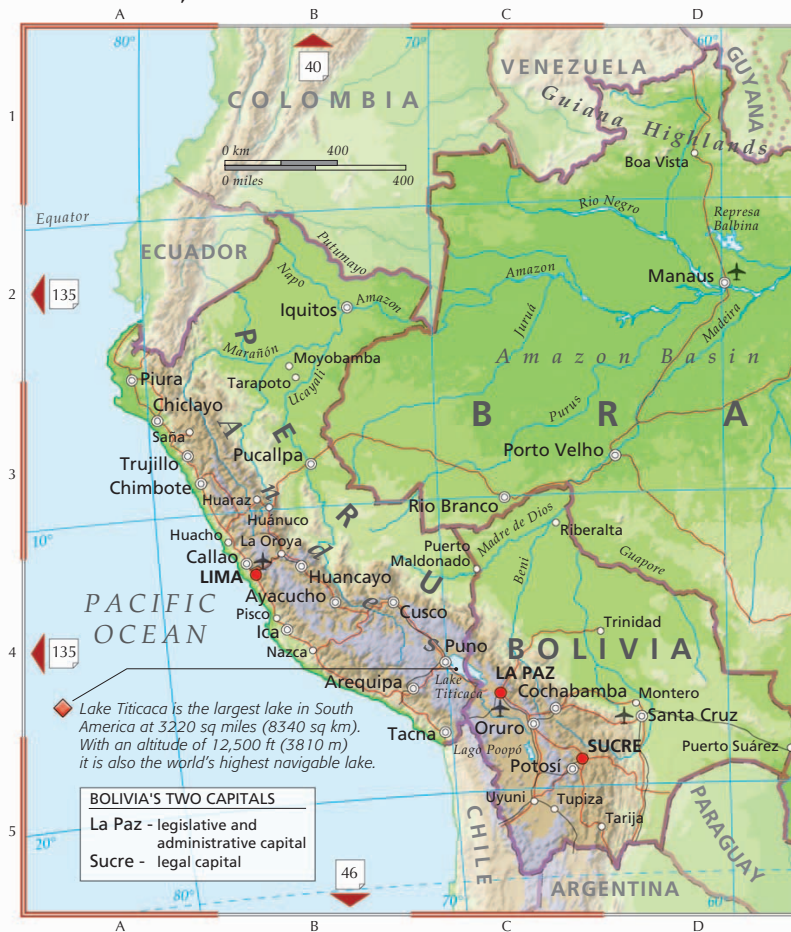 A
B
C
D
80°
70°
60°
40
VENEZUELA
GUYANA
COLOMBIA
Guiana Highlands
1
0 km 400
0 miles 400
Boa Vista
Equator
Rio Negro
Represa
Balbina
ECUADOR
Putumayo
Napo
Amazon
Manaus
2
135
Iquitos
Amazon
Juruá
Madeira
PERU
Marañón
Moyobamba
Amazon Basin
Piura
Tarapoto
Ucayali
Purus
BRA
Chiclayo
Andes
Saña
Trujillo
Pucallpa
Porto Velho
3
Chimbote
Huaraz
Rio Branco
Huánuco
Madre de Dios
Riberalta
10°
Huacho
La Oroya
Puerto
Maldonado
Beni
Guapore
Callao
LIMA
Huancayo
Ayacucho
Cusco
PACIFIC
OCEAN
Pisco
Trinidad
Ica
4
135
Nazca
Puno
BOLIVIA
Arequipa
Lake
Titicaca
LA PAZ
Cochabamba
Montero
Santa Cruz
Lake Titicaca is the largest lake in South
America at 3220 sq miles (8340 sq km).
With an altitude of 12,500 ft (3810 m)
it is also the world's highest navigable lake.
Tacna
Oruro
Lago Poopó
SUCRE
Puerto Suárez
Potosí
BOLIVIA'S TWO CAPITALS
La Paz - legislative and
administrative capital
Sucre - legal capital
Uyuni
Tupiza
Tarija
5
20°
CHILE
PARAGUAY
46
80°
70°
60°
ARGENTINA
A
B
C
D